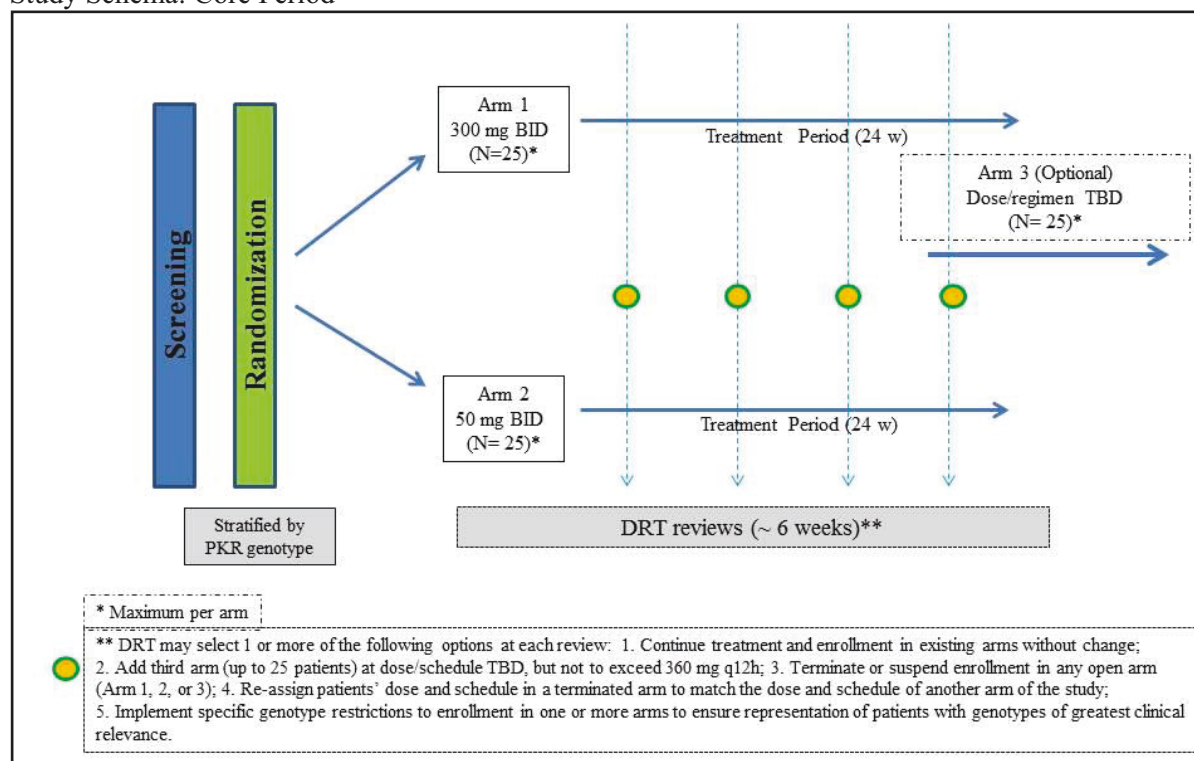 Study Schema: Core Period
Screening
Randomization
Stratified by
PKR genotype
Arm 1
300 mg BID
(N=25)*
Treatment Period (24 w)
Arm 3 (Optional)
Dose/regimen TBD
(N= 25)*
Arm 2
50 mg BID
(N= 25)*
Treatment Period (24 w)
DRT reviews (~ 6 weeks)**
* Maximum per arm
** DRT may select 1 or more of the following options at each review: 1. Continue treatment and enrollment in existing arms without change;
2. Add third arm (up to 25 patients) at dose/schedule TBD, but not to exceed 360 mg q12h; 3. Terminate or suspend enrollment in any open arm
(Arm 1, 2, or 3); 4. Re-assign patients' dose and schedule in a terminated arm to match the dose and schedule of another arm of the study;
5. Implement specific genotype restrictions to enrollment in one or more arms to ensure representation of patients with genotypes of greatest clinical
relevance.